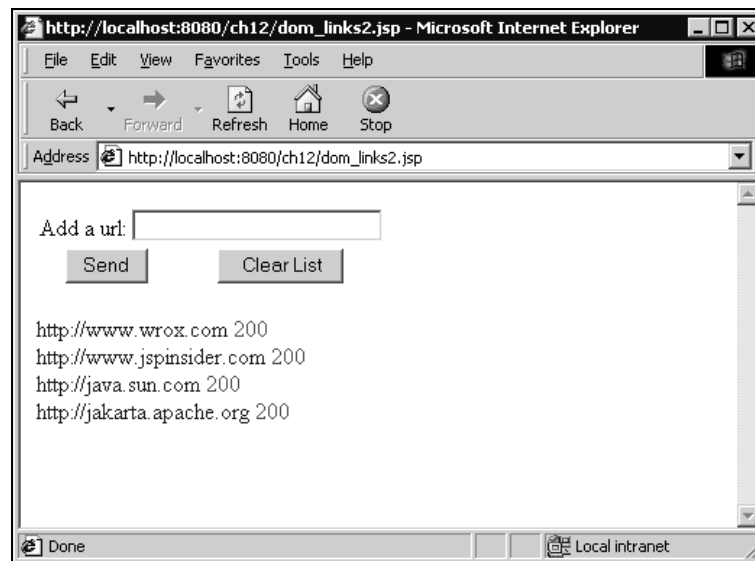 http://localhost:8080/ch12/dom_links2.jsp - Microsoft Internet Explorer
File Edit View Favorites Tools Help
Back Forward Refresh Home Stop
Address http://localhost:8080/ch12/dom_links2.jsp
Add a url:
Send Clear List
http://www.wrox.com 200
http://www.jspinsider.com 200
http://java.sun.com 200
http://jakarta.apache.org 200
Done Local intranet